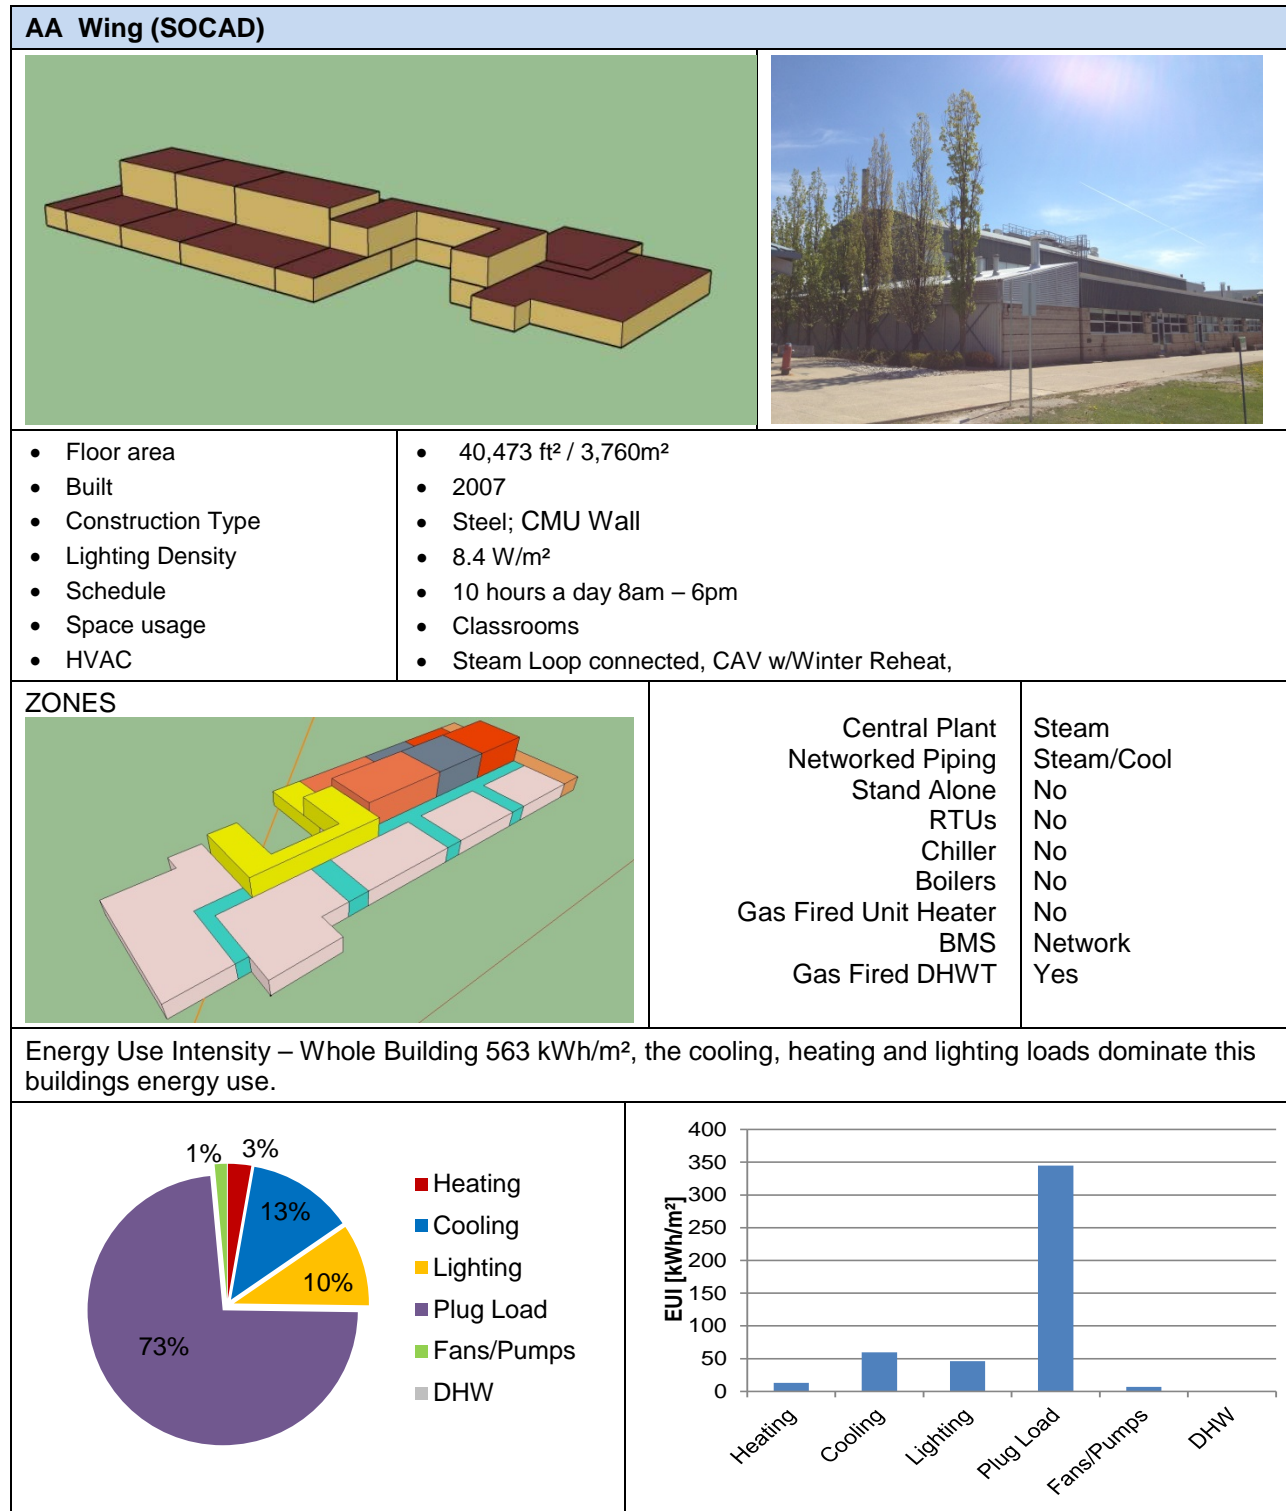 AA  Wing (SOCAD)
• Floor area
• Built
• Construction Type
• Lighting Density
• Schedule
• Space usage
• HVAC
• 40,473 ft² / 3,760m²
• 2007
• Steel; CMU Wall
• 8.4 W/m²
• 10 hours a day 8am – 6pm
• Classrooms
• Steam Loop connected, CAV w/Winter Reheat,
ZONES
Central Plant Steam
Networked Piping Steam/Cool
Stand Alone No
RTUs No
Chiller No
Boilers No
Gas Fired Unit Heater No
BMS Network
Gas Fired DHWT Yes
Energy Use Intensity – Whole Building 563 kWh/m², the cooling, heating and lighting loads dominate this
buildings energy use.
1%
3%
13%
10%
73%
Heating
Cooling
Lighting
Plug Load
Fans/Pumps
DHW
EUI [kWh/m²]
400
350
300
250
200
150
100
50
0
Heating
Cooling
Lighting
Plug Load
Fans/Pumps
DHW